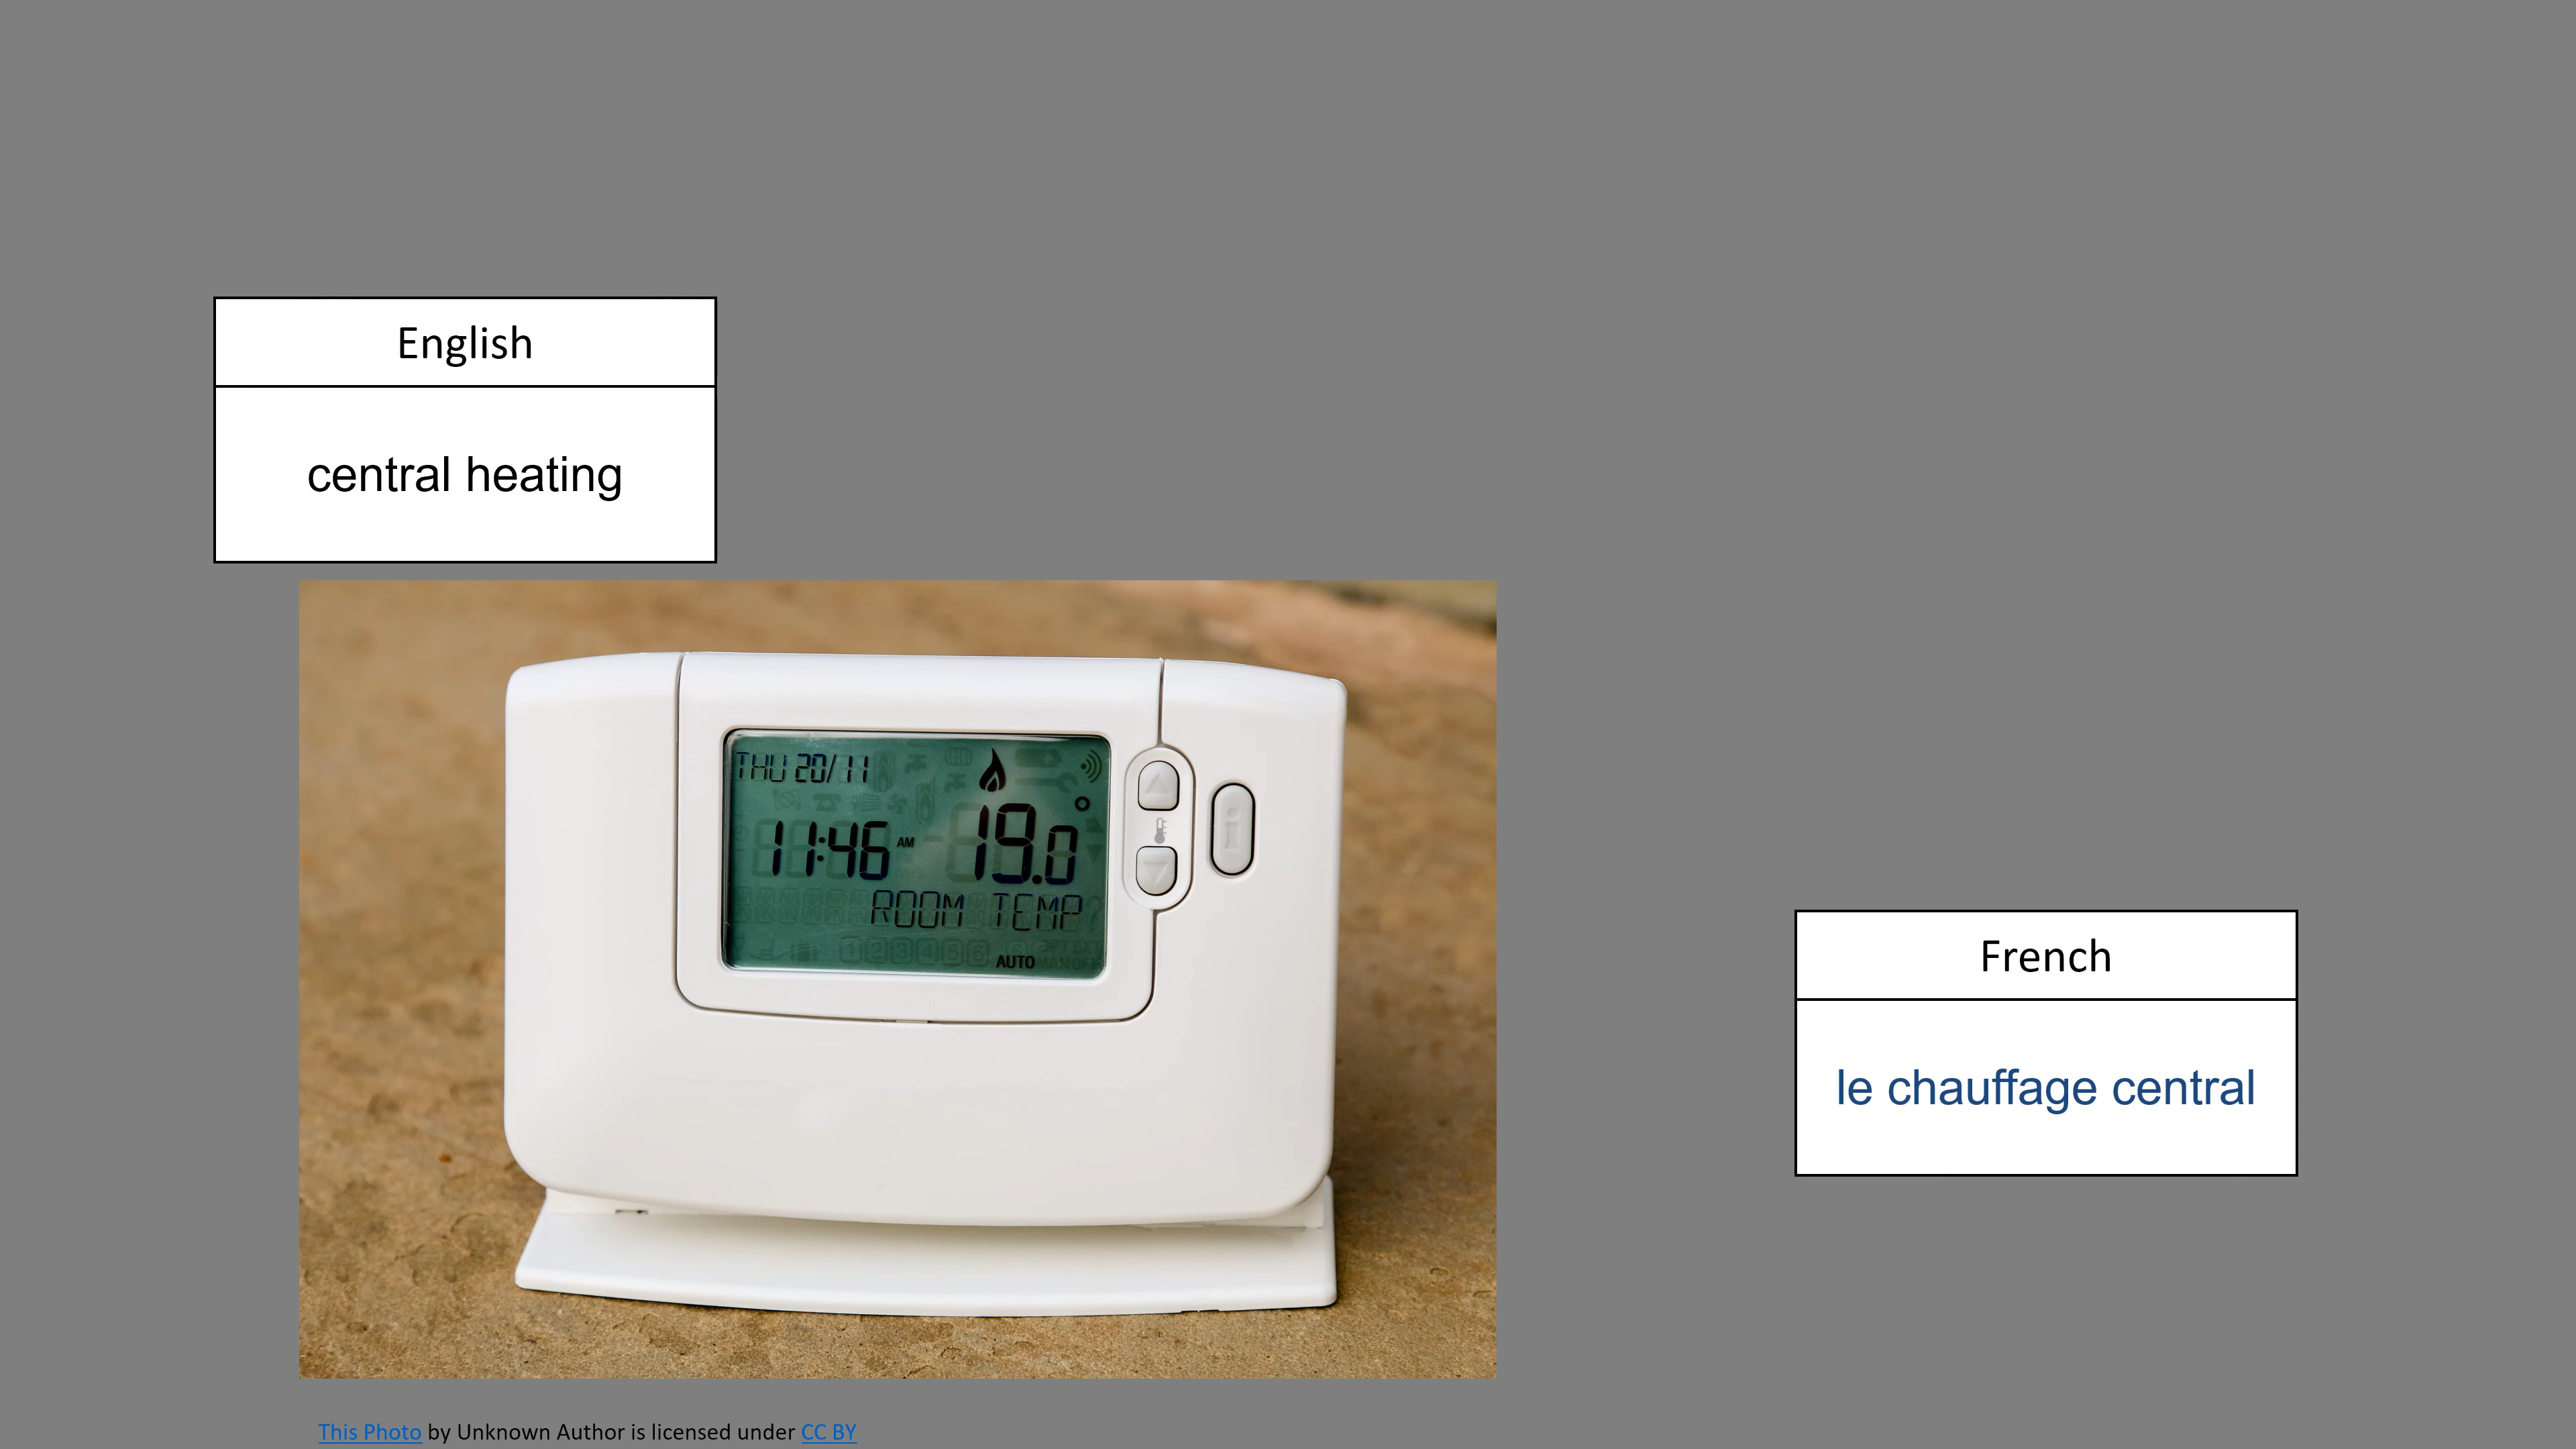 English
central heating
THU 20/11
11:46 AM 19.0°
ROOM TEMP
AUTO
French
le chauffage central
This Photo by Unknown Author is licensed under CC BY